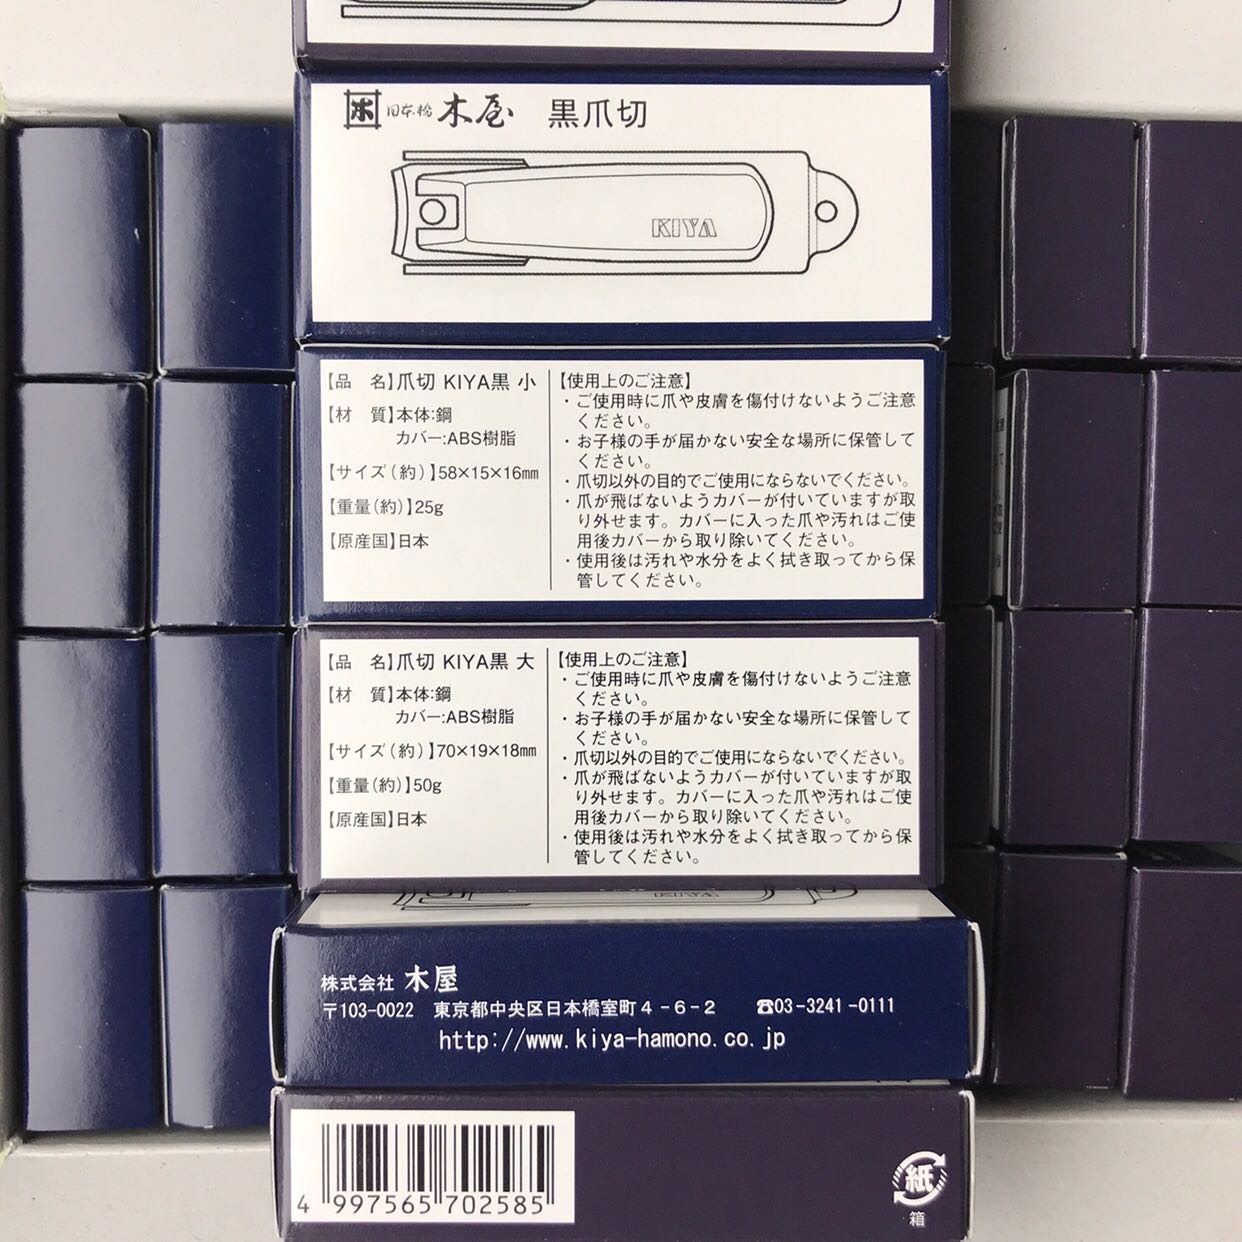 木 日本橋 木屋 黒爪切
KIYA
【品　名】爪切 KIYA黒 小
【材　質】本体:鋼
カバー:ABS樹脂
【サイズ(約)】58×15×16㎜
【重量(約)】25g
【原産国】日本
【使用上のご注意】
・ご使用時に爪や皮膚を傷付けないようご注意
ください。
・お子様の手が届かない安全な場所に保管して
ください。
・爪切以外の目的でご使用にならないでください。
・爪が飛ばないようカバーが付いていますが取
り外せます。カバーに入った爪や汚れはご使
用後カバーから取り除いてください。
・使用後は汚れや水分をよく拭き取ってから保
管してください。
【品　名】爪切 KIYA黒 大
【材　質】本体:鋼
カバー:ABS樹脂
【サイズ(約)】70×19×18㎜
【重量(約)】50g
【原産国】日本
【使用上のご注意】
・ご使用時に爪や皮膚を傷付けないようご注意
ください。
・お子様の手が届かない安全な場所に保管して
ください。
・爪切以外の目的でご使用にならないでください。
・爪が飛ばないようカバーが付いていますが取
り外せます。カバーに入った爪や汚れはご使
用後カバーから取り除いてください。
・使用後は汚れや水分をよく拭き取ってから保
管してください。
KIYA
株式会社 木屋
〒103-0022　東京都中央区日本橋室町4-6-2　☎03-3241-0111
http://www.kiya-hamono.co.jp
4 997565 702585
紙
箱